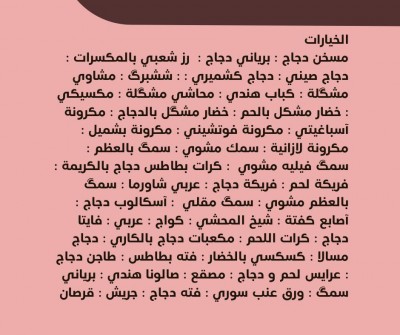 الخيارات
مسخن دجاج : برياني دجاج : رز شعبي بالمكسرات :
دجاج صيني : دجاج كشميري : : ششبرگ : مشاوي
مشگلة : كباب هندي : محاشي مشگلة : مكسيكي
: خضار مشكل بالحم : خضار مشگل بالدجاج : مكرونة
آسباغيتي : مكرونة فوتشيني : مكرونة بشميل :
مكرونة لازانية : سمك مشوي : سمگ بالعظم :
سمگ فيليه مشوي : كرات بطاطس دجاج بالكريمة :
فريكة لحم : فريكة دجاج : عربي شاورما : سمگ
بالعظم مشوي : سمگ مقلي : آسكالوب دجاج :
آصابع كفتة : شيخ المحشي : كواج : عربي : فايتا
دجاج : كرات اللحم : مكعبات دجاج بالكاري : دجاج
مسالا : كسكسي بالخضار : فته بطاطس : طاجن دجاج
: عرايس لحم و دجاج : مصقع : صالونا هندي : برياني
سمگ : ورق عنب سوري : فته دجاج : جريش : قرصان